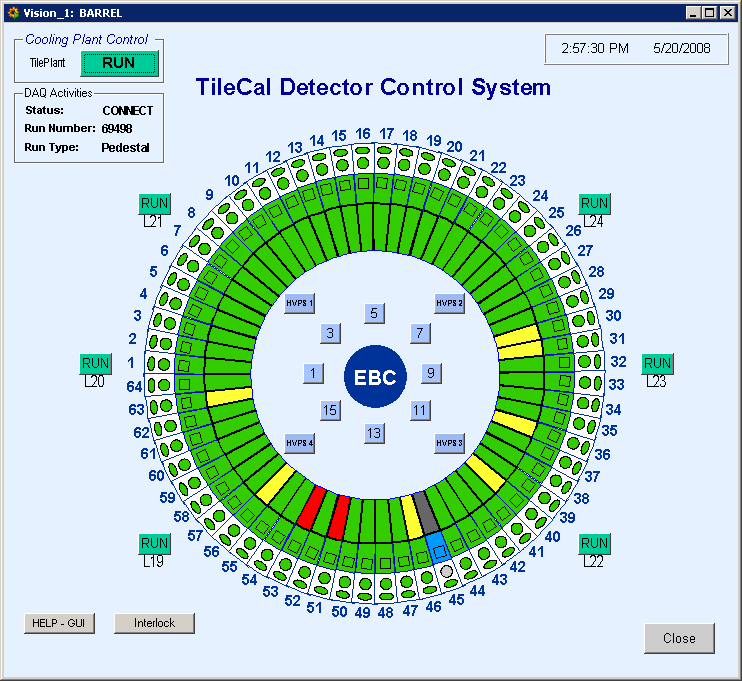 Vision_1: BARREL
Cooling Plant Control
TilePlant RUN
2:57:30 PM 5/20/2008
TileCal Detector Control System
DAQ Activities
Status: CONNECT
Run Number: 69498
Run Type: Pedestal
1
2
3
4
5
6
7
8
9
10
11
12
13
14
15
16
17
18
19
20
21
22
23
24
25
26
27
28
29
30
31
32
33
34
35
36
37
38
39
40
41
42
43
44
45
46
47
48
49
50
51
52
53
54
55
56
57
58
59
60
61
62
63
64
RUN
L21
RUN
L24
RUN
L20
RUN
L23
RUN
L19
RUN
L22
HVPS 1
HVPS 2
5
3
7
1
EBC
9
15
11
13
HVPS 4
HVPS 3
HELP - GUI
Interlock
Close